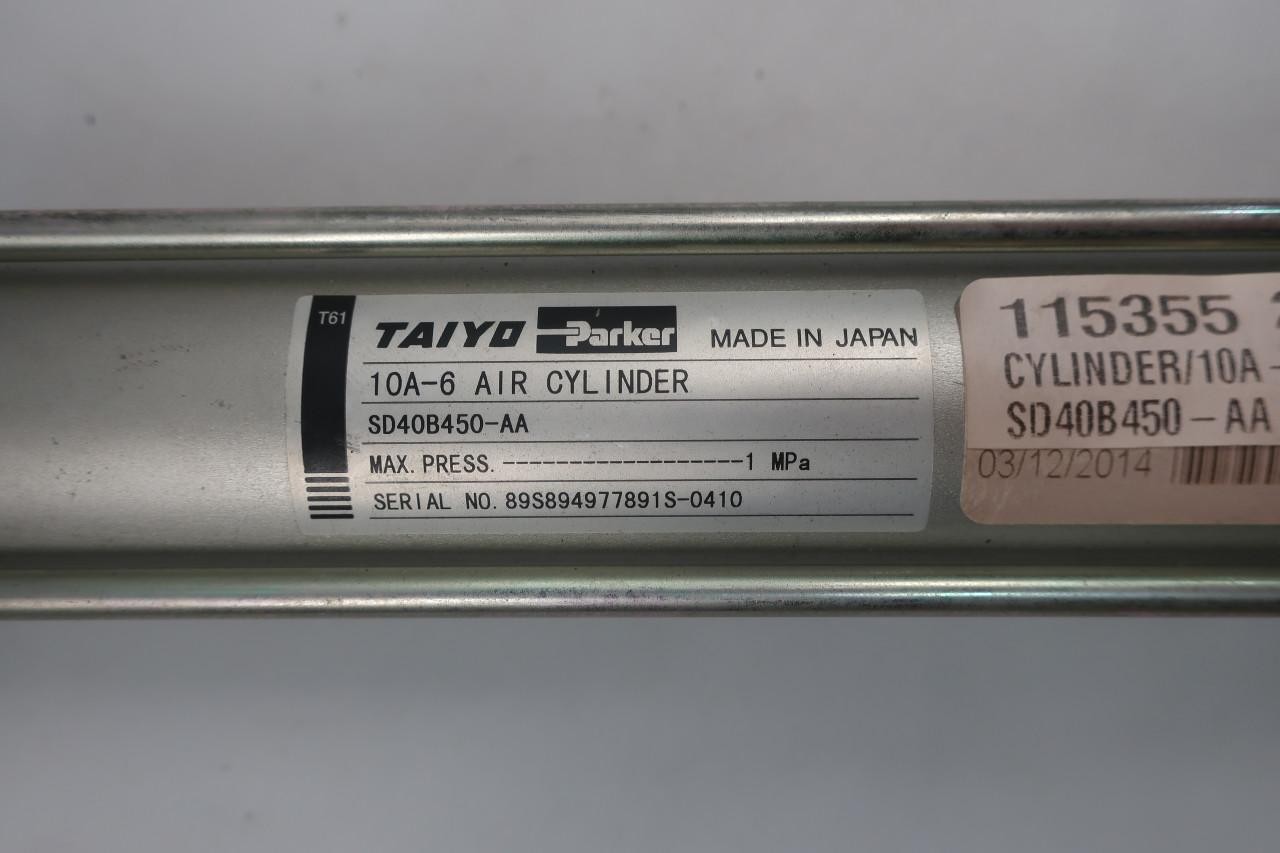 T61
TAIYO Parker MADE IN JAPAN
10A-6 AIR CYLINDER
SD40B450-AA
MAX. PRESS. -------------------1 MPa
SERIAL NO. 89S894977891S-0410
115355
CYLINDER/10A-
SD40B450-AA
03/12/2014